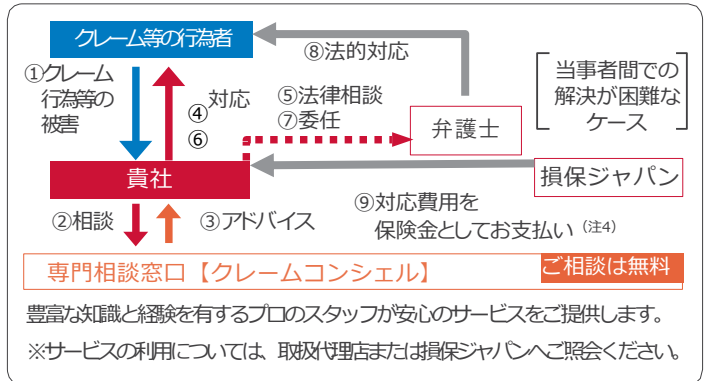 クレーム等の行為者
⑧法的対応
①クレーム
行為等の
被害
④
⑥
対応
⑤法律相談
⑦委任
弁護士
当事者間での
解決が困難な
ケース
貴社
損保ジャパン
②相談
③アドバイス
⑨対応費用を
保険金としてお支払い（注4）
専門相談窓口【クレームコンシェル】
ご相談は無料
豊富な知識と経験を有するプロのスタッフが安心のサービスをご提供します。
※サービスの利用については、取扱代理店または損保ジャパンへご照会ください。